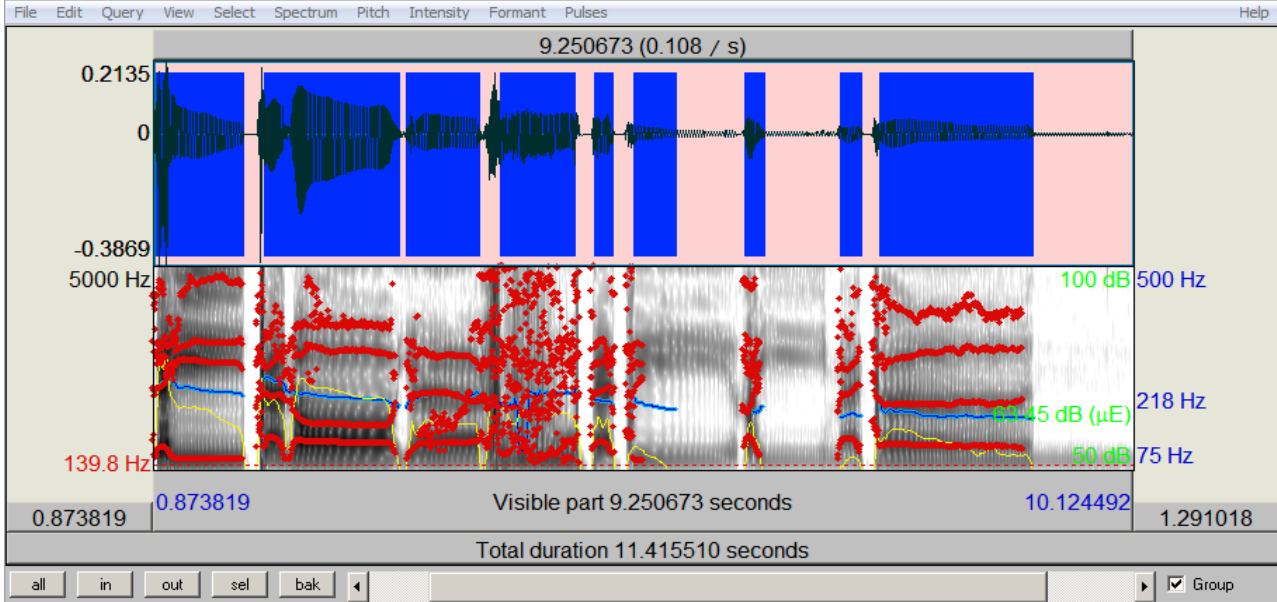 File Edit Query View Select Spectrum Pitch Intensity Formant Pulses Help
9.250673 (0.108 / s)
0.2135
0
-0.3869
5000 Hz 100 dB 500 Hz
218 Hz
63.45 dB (µE)
139.8 Hz 50 dB 75 Hz
0.873819 Visible part 9.250673 seconds 10.124492
0.873819 1.291018
Total duration 11.415510 seconds
all in out sel bak Group